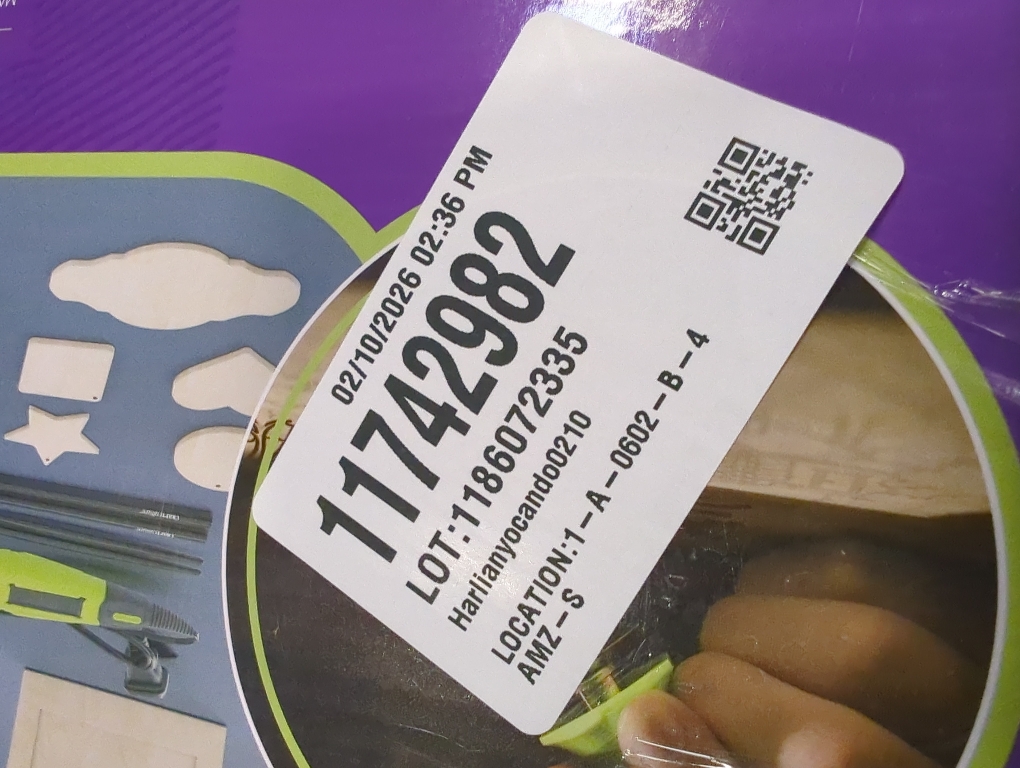 02/10/2026 02:36 PM
11742982
LOT:1186072335
Harlianyocando0210
LOCATION:1-A-0602-B-4
AMZ-S